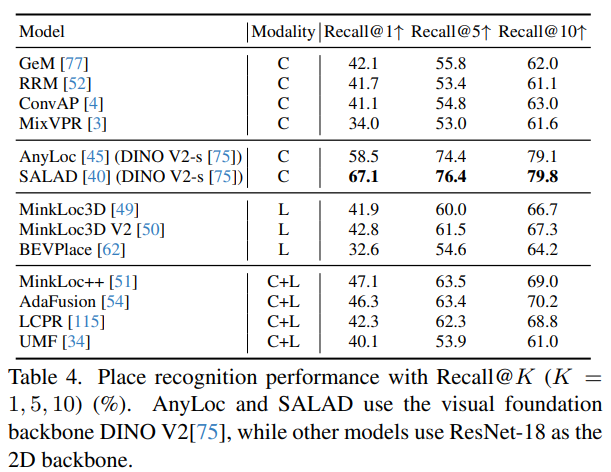 Model Modality Recall@1↑ Recall@5↑ Recall@10↑
GeM [77] C 42.1 55.8 62.0
RRM [52] C 41.7 53.4 61.1
ConvAP [4] C 41.1 54.8 63.0
MixVPR [3] C 34.0 53.0 61.6
AnyLoc [45] (DINO V2-s [75]) C 58.5 74.4 79.1
SALAD [40] (DINO V2-s [75]) C 67.1 76.4 79.8
MinkLoc3D [49] L 41.9 60.0 66.7
MinkLoc3D V2 [50] L 42.8 61.5 67.3
BEVPlace [62] L 32.6 54.6 64.2
MinkLoc++ [51] C+L 47.1 63.5 69.0
AdaFusion [54] C+L 46.3 63.4 70.2
LCPR [115] C+L 42.3 62.3 68.8
UMF [34] C+L 40.1 53.9 61.0
Table 4. Place recognition performance with Recall@K (K =
1, 5, 10) (%). AnyLoc and SALAD use the visual foundation
backbone DINO V2[75], while other models use ResNet-18 as the
2D backbone.